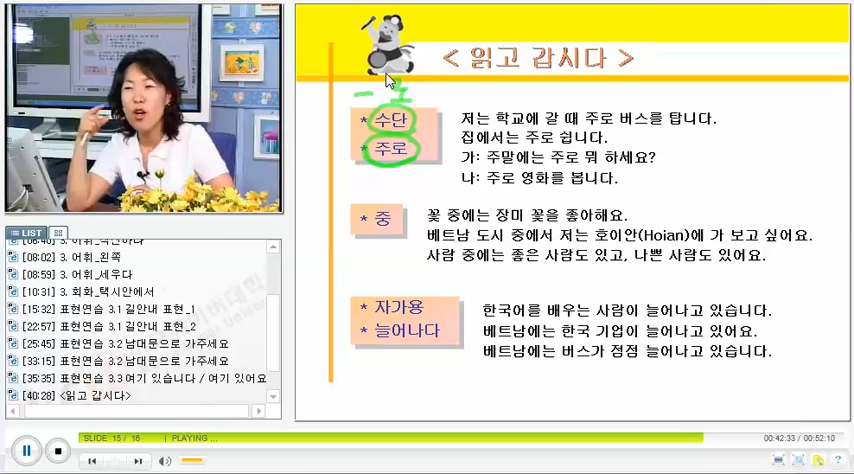 < 읽고 갑시다 >
* 수단
* 주로
저는 학교에 갈 때 주로 버스를 탑니다.
집에서는 주로 쉽니다.
가: 주말에는 주로 뭐 하세요?
나: 주로 영화를 봅니다.
* 중
꽃 중에는 장미 꽃을 좋아해요.
베트남 도시 중에서 저는 호이안(Hoian)에 가 보고 싶어요.
사람 중에는 좋은 사람도 있고, 나쁜 사람도 있어요.
* 자가용
* 늘어나다
한국어를 배우는 사람이 늘어나고 있습니다.
베트남에는 한국 기업이 늘어나고 있어요.
베트남에는 버스가 점점 늘어나고 있습니다.
LIST
[08:02] 3. 어휘_왼쪽
[08:59] 3. 어휘_세우다
[10:31] 3. 회화_택시안에서
[15:32] 표현연습 3.1 길안내 표현_1
[22:57] 표현연습 3.1 길안내 표현_2
[25:45] 표현연습 3.2 남대문으로 가주세요
[33:15] 표현연습 3.2 남대문으로 가주세요
[35:35] 표현연습 3.3 여기 있습니다 / 여기 있어요
[40:28] <읽고 갑시다>
SLIDE 15 / 16 | PLAYING ...
00:42:33 / 00:52:10